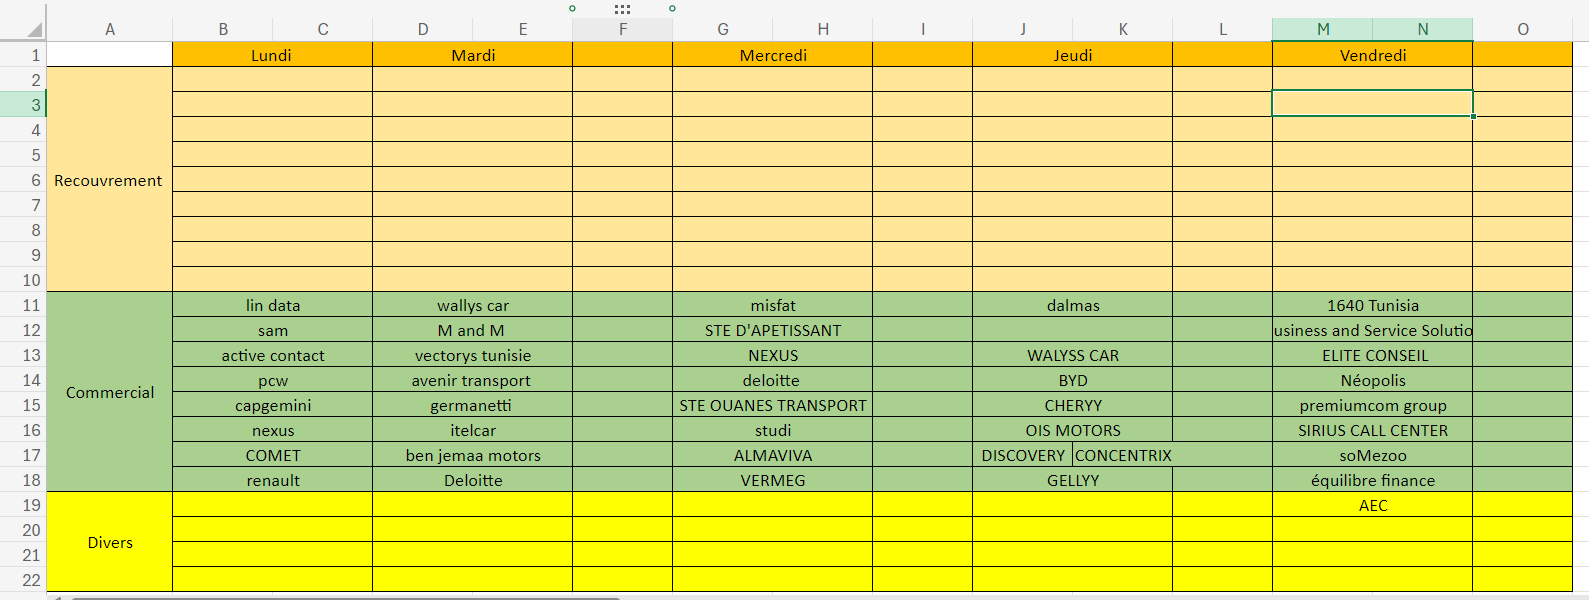 A B C D E F G H I J K L M N O
1 Lundi Mardi Mercredi Jeudi Vendredi
2
3
4
5
6 Recouvrement
7
8
9
10
11 lin data wallys car misfat dalmas 1640 Tunisia
12 sam M and M STE D'APETISSANT usiness and Service Solutio
13 active contact vectorys tunisie NEXUS WALYSS CAR ELITE CONSEIL
14 pcw avenir transport deloitte BYD Néopolis
Commercial
15 capgemini germanetti STE OUANES TRANSPORT CHERYY premiumcom group
16 nexus itelcar studi OIS MOTORS SIRIUS CALL CENTER
17 COMET ben jemaa motors ALMAVIVA DISCOVERY CONCENTRIX soMezoo
18 renault Deloitte VERMEG GELLYY équilibre finance
19 AEC
20
Divers
21
22